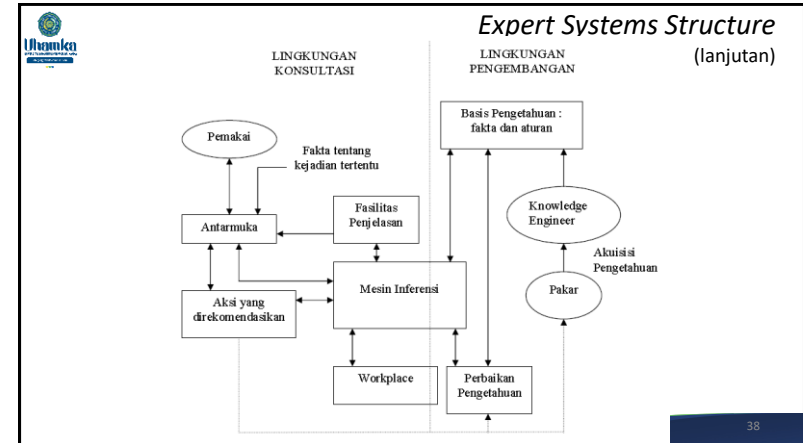 Expert Systems Structure
(lanjutan)
Uhamka
LINGKUNGAN
KONSULTASI
LINGKUNGAN
PENGEMBANGAN
Basis Pengetahuan :
fakta dan aturan
Pemakai
Fakta tentang
kejadian tertentu
Fasilitas
Penjelasan
Knowledge
Engineer
Antarmuka
Akuisisi
Pengetahuan
Mesin Inferensi
Pakar
Aksi yang
direkomendasikan
Workplace
Perbaikan
Pengetahuan
38